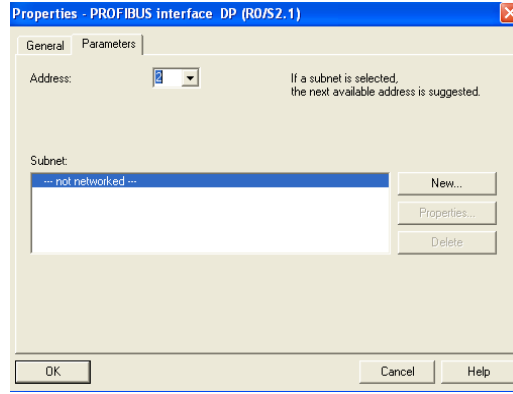 Properties - PROFIBUS interface DP (R0/S2.1)
General Parameters
Address: 2 If a subnet is selected,
the next available address is suggested.
Subnet:
--- not networked --- New...
Properties...
Delete
OK Cancel Help